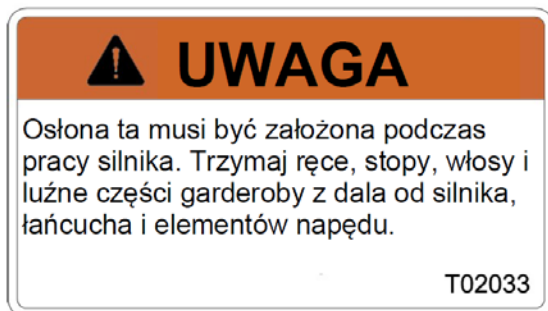 UWAGA
Osłona ta musi być założona podczas
pracy silnika. Trzymaj ręce, stopy, włosy i
luźne części garderoby z dala od silnika,
łańcucha i elementów napędu.
T02033